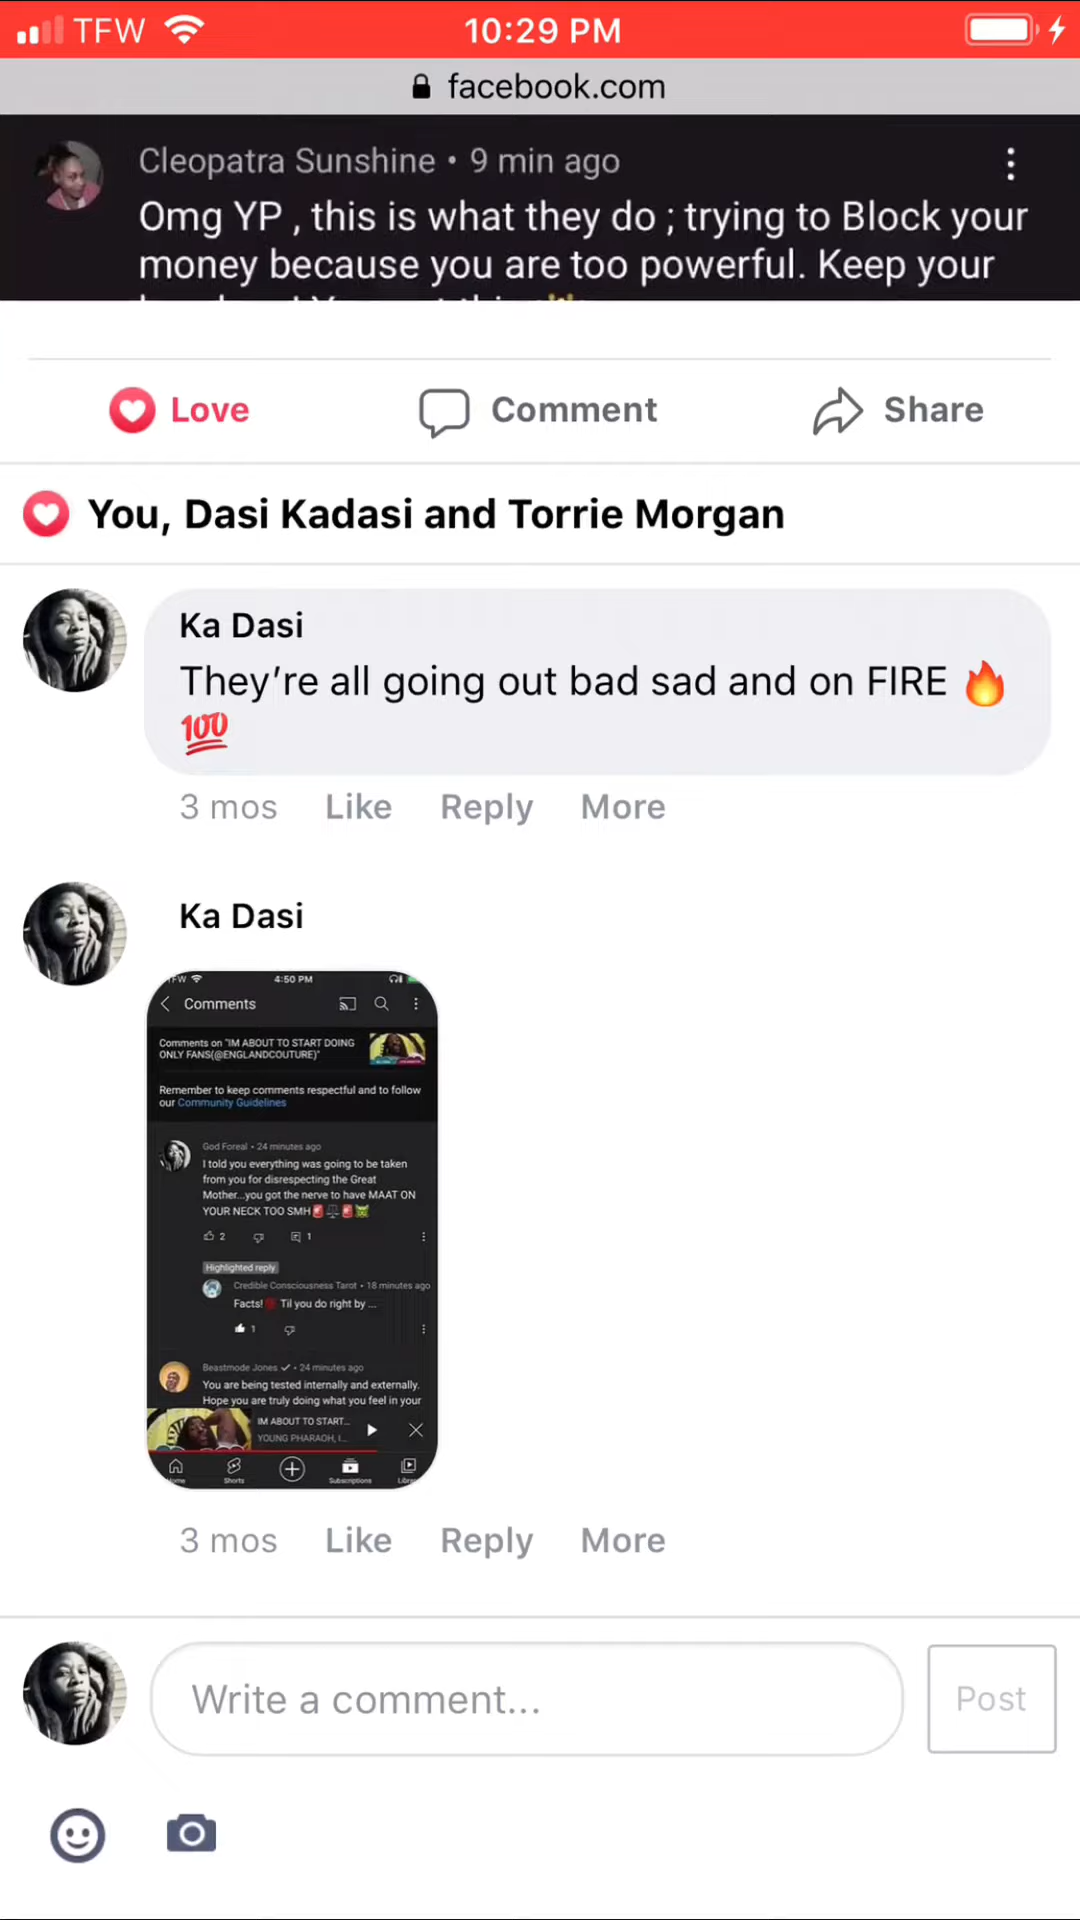 TFW 10:29 PM
facebook.com
Cleopatra Sunshine • 9 min ago
Omg YP , this is what they do ; trying to Block your
money because you are too powerful. Keep your
Love Comment Share
You, Dasi Kadasi and Torrie Morgan
Ka Dasi
They’re all going out bad sad and on FIRE 🔥
💯
3 mos Like Reply More
Ka Dasi
TFW 4:50 PM
Comments
Comments on "IM ABOUT TO START DOING
ONLY FANS(@ENGLANDCOUTURE)"
Remember to keep comments respectful and to follow
our Community Guidelines
God Foreal • 24 minutes ago
I told you everything was going to be taken
from you for disrespecting the Great
Mother...you got the nerve to have MAAT ON
YOUR NECK TOO SMH🚨⚖️🚨
2 1
Highlighted reply
Credible Consciousness Tarot • 18 minutes ago
Facts! Til you do right by ...
1
Beastmode Jones ✓ • 24 minutes ago
You are being tested internally and externally.
Hope you are truly doing what you feel in your
IM ABOUT TO START...
YOUNG PHARAOH, I...
Home Shorts Subscriptions
3 mos Like Reply More
Write a comment... Post